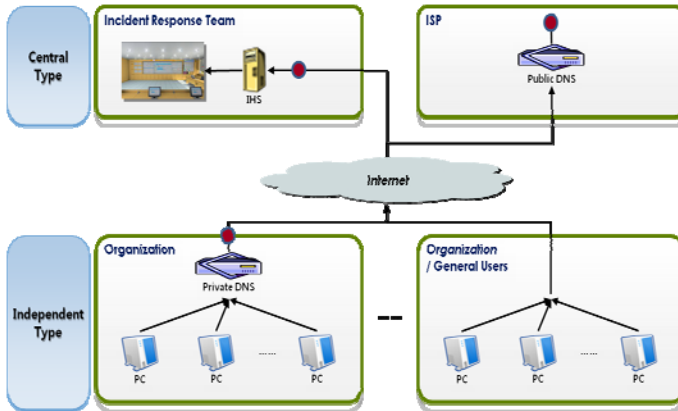 Central
Type
Incident Response Team
IHS
ISP
Public DNS
Internet
Independent
Type
Organization
Private DNS
PC
PC
......
PC
--
Organization
/ General Users
PC
PC
......
PC